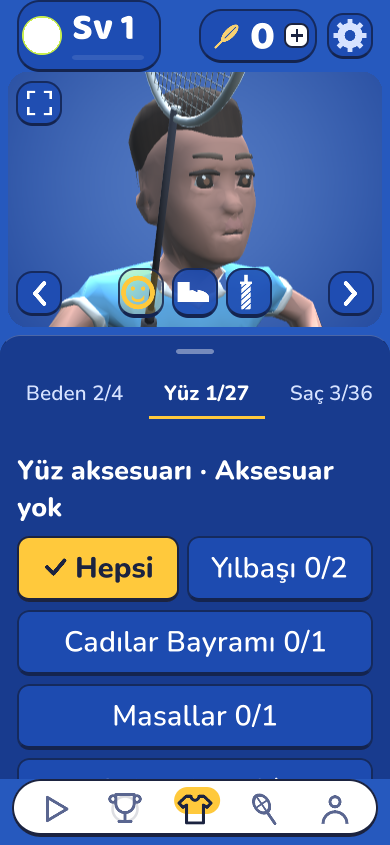 Sv 1
0
Beden 2/4
Yüz 1/27
Saç 3/36
Yüz aksesuarı · Aksesuar
yok
Hepsi
Yılbaşı 0/2
Cadılar Bayramı 0/1
Masallar 0/1